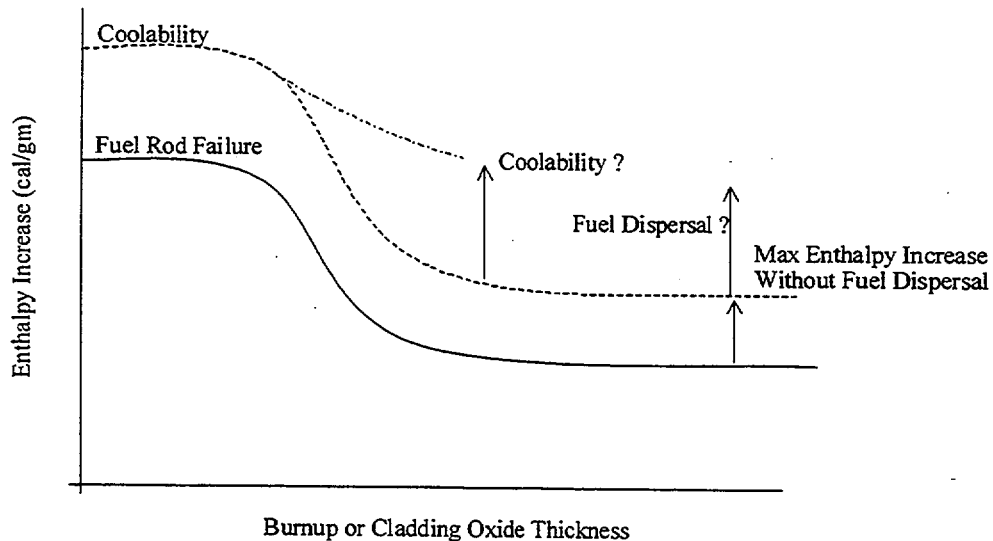 Coolability
Fuel Rod Failure
Coolability ?
Fuel Dispersal ?
Max Enthalpy Increase
Without Fuel Dispersal
Enthalpy Increase (cal/gm)
Burnup or Cladding Oxide Thickness